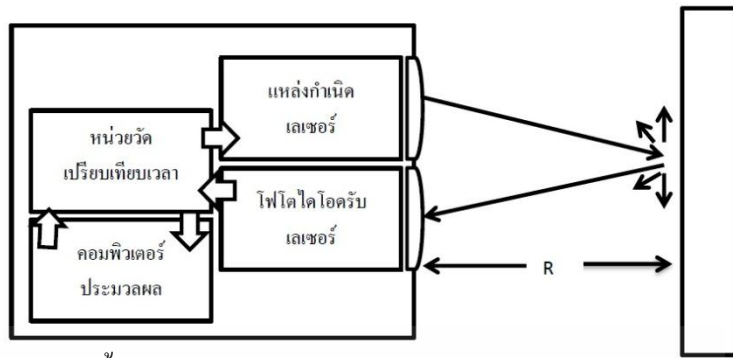 แหล่งกำเนิด
เลเซอร์
หน่วยวัด
เปรียบเทียบเวลา
โฟโตไดโอดรับ
เลเซอร์
คอมพิวเตอร์
ประมวลผล
R